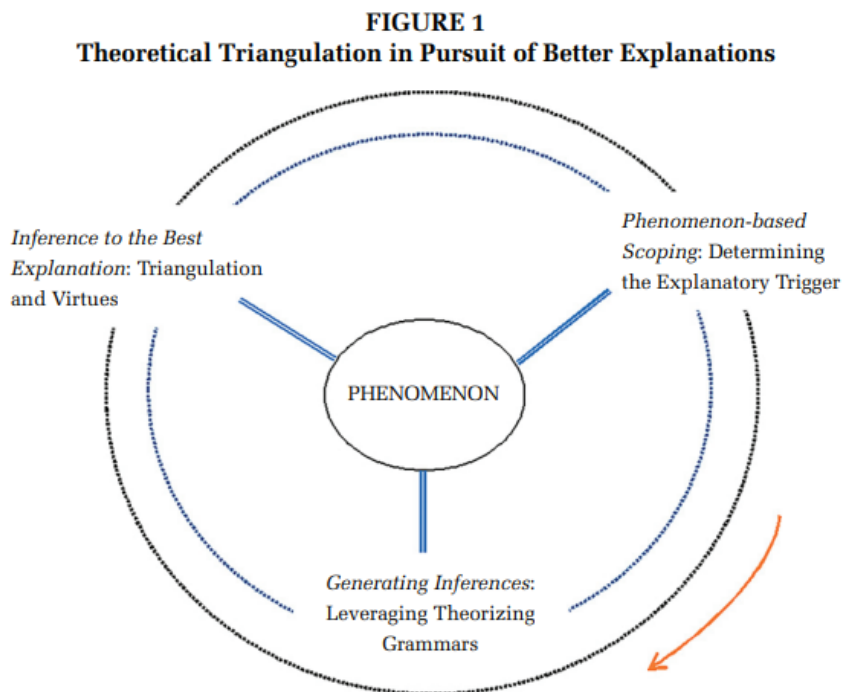 FIGURE 1
Theoretical Triangulation in Pursuit of Better Explanations
Inference to the Best
Explanation: Triangulation
and Virtues
Phenomenon-based
Scoping: Determining
the Explanatory Trigger
PHENOMENON
Generating Inferences:
Leveraging Theorizing
Grammars